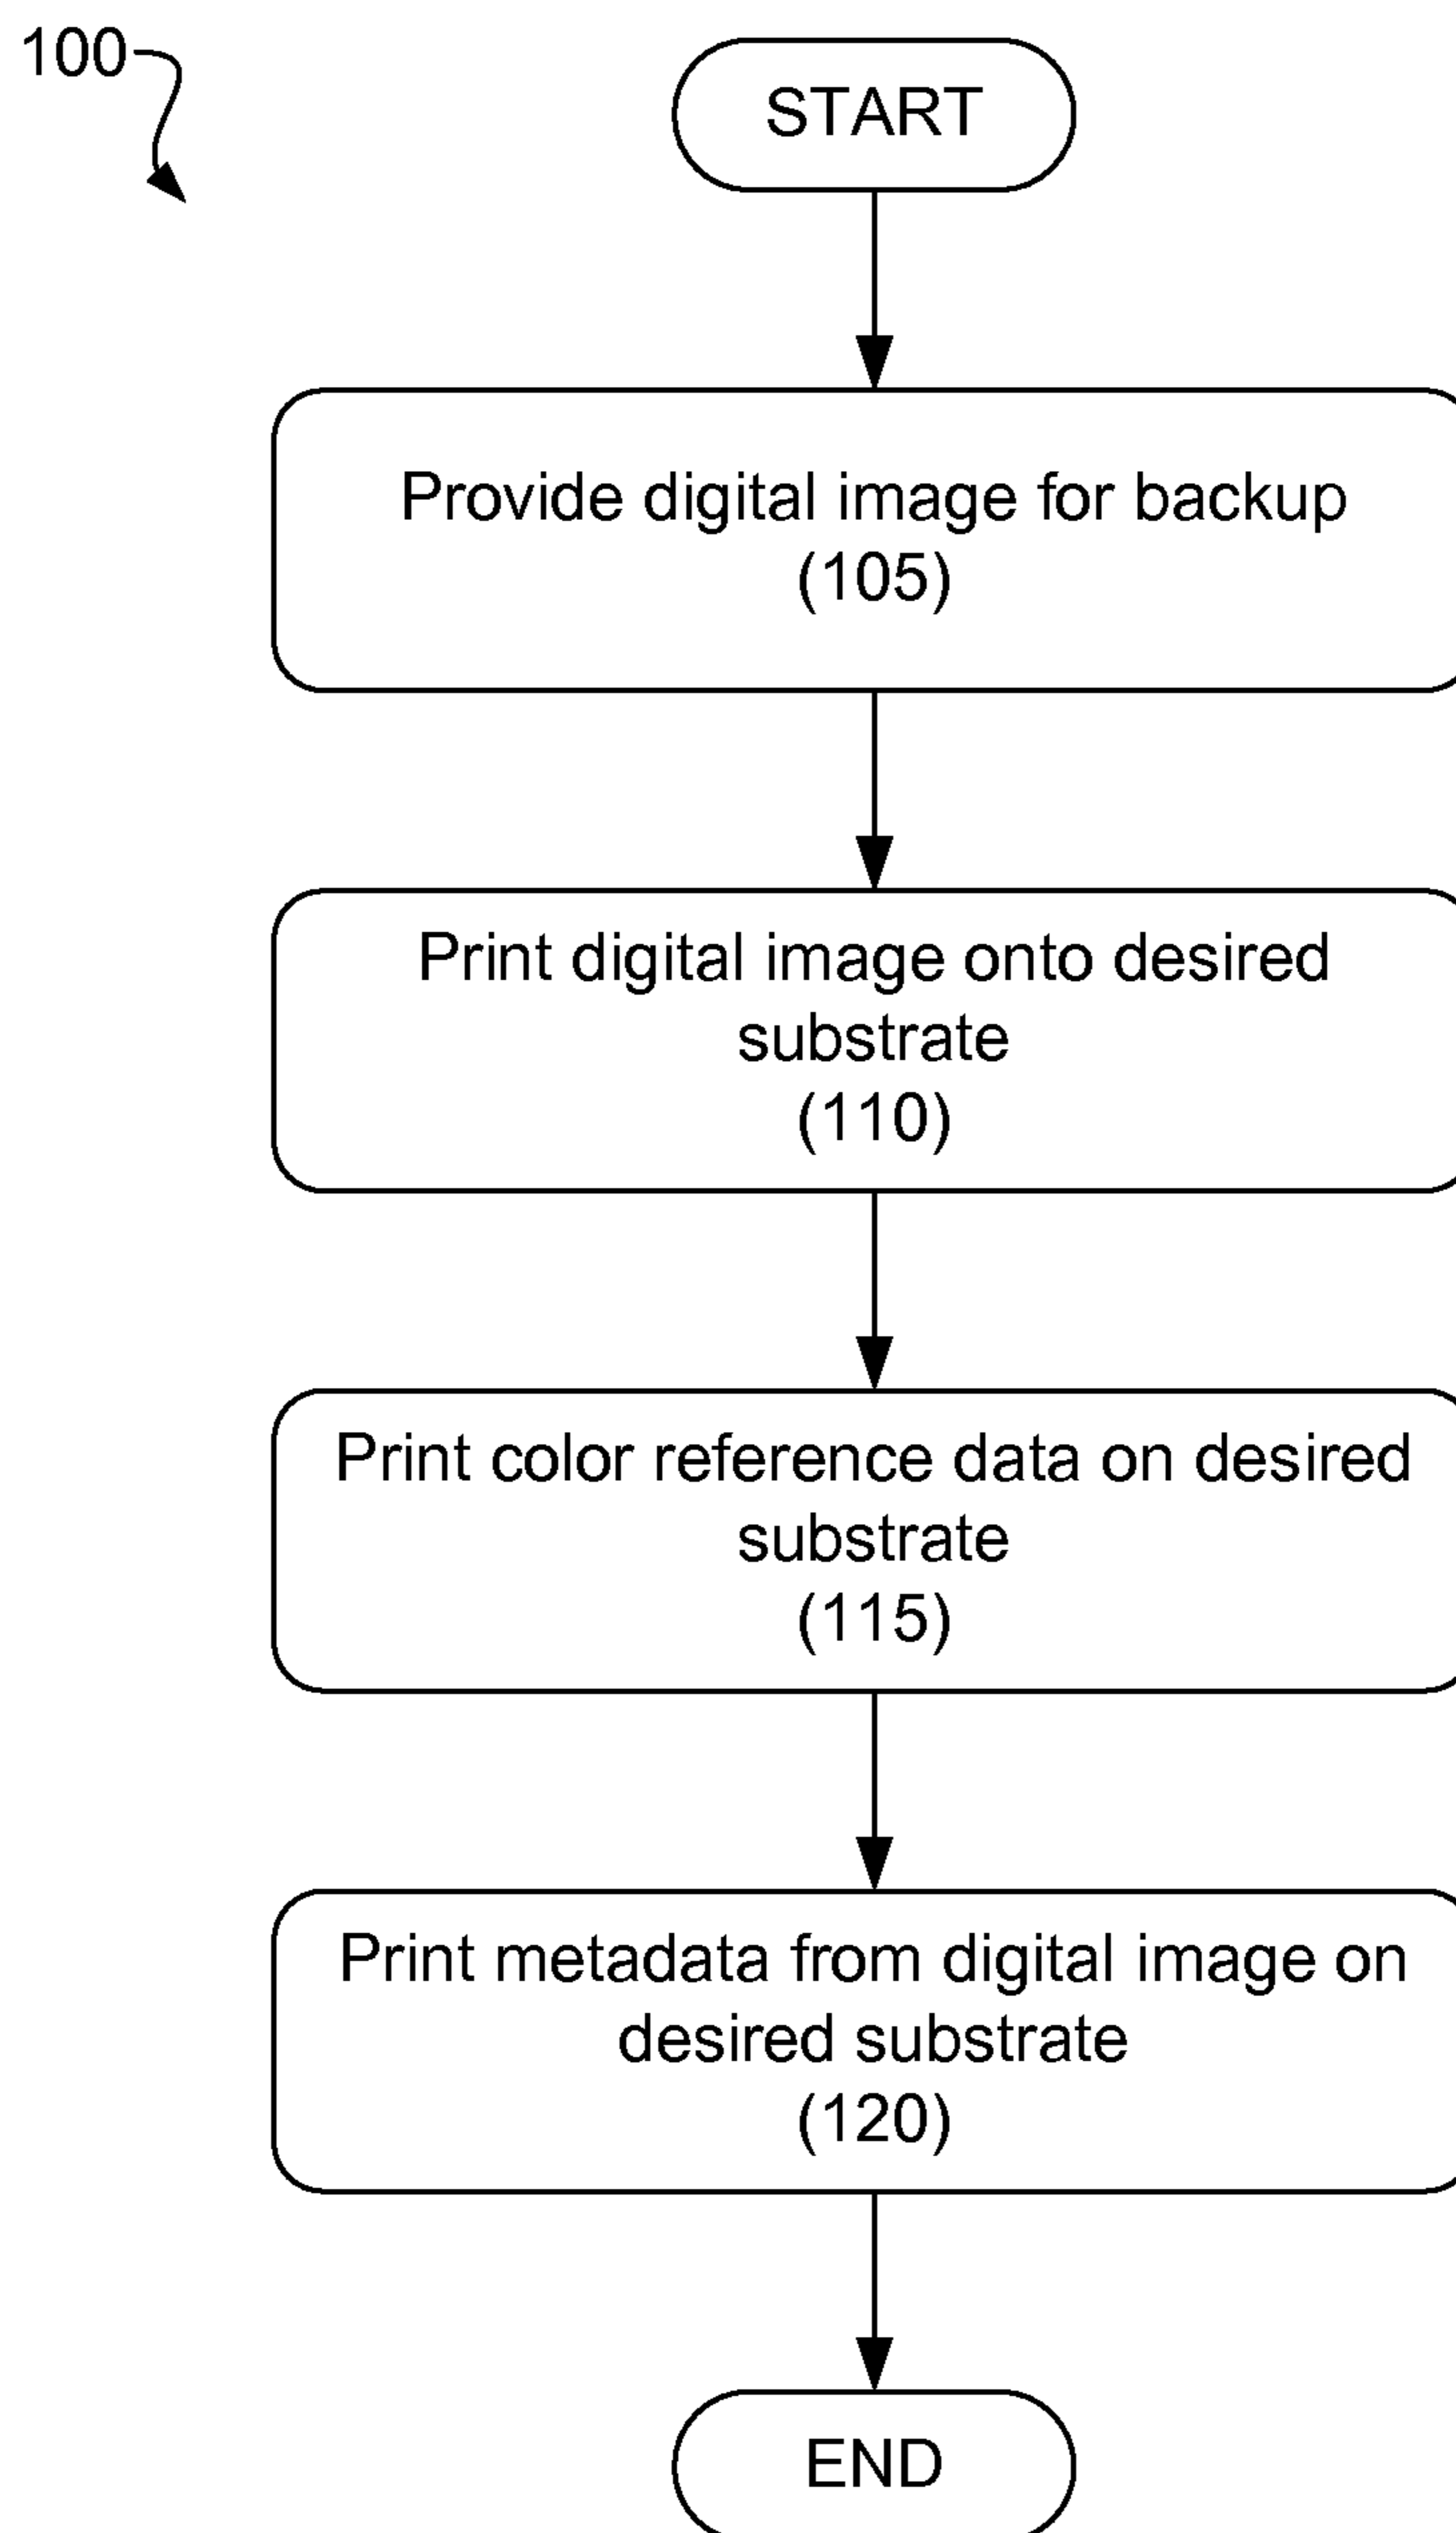 100
START
Provide digital image for backup
(105)
Print digital image onto desired
substrate
(110)
Print color reference data on desired
substrate
(115)
Print metadata from digital image on
desired substrate
(120)
END